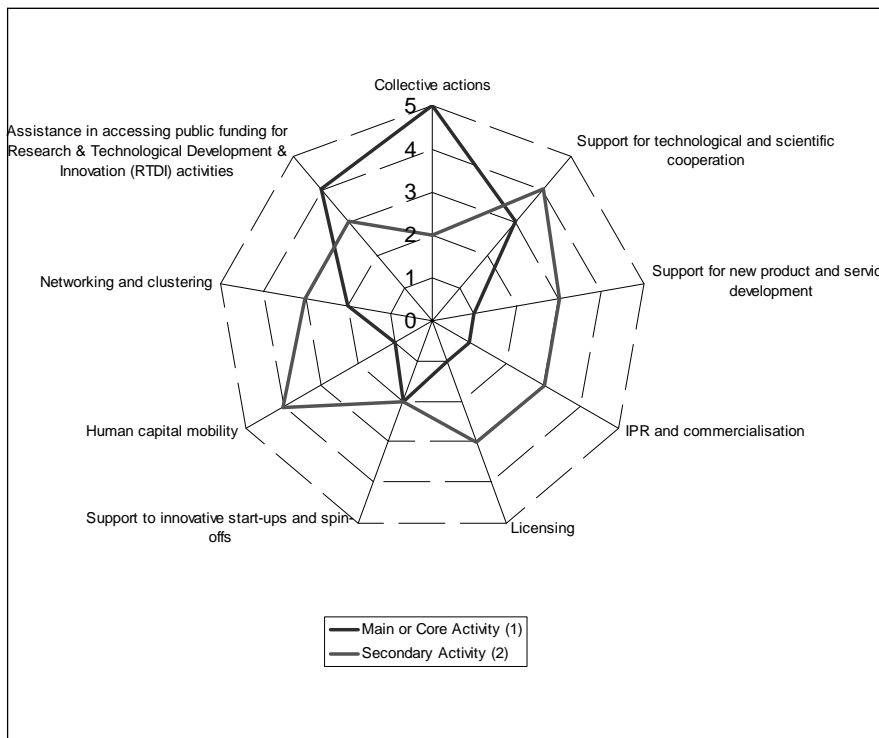 Collective actions
5
4
3
2
1
0
Support for technological and scientific
cooperation
Support for new product and servic
development
IPR and commercialisation
Licensing
Support to innovative start-ups and spin-
offs
Human capital mobility
Networking and clustering
Assistance in accessing public funding for
Research & Technological Development &
Innovation (RTDI) activities
Main or Core Activity (1)
Secondary Activity (2)